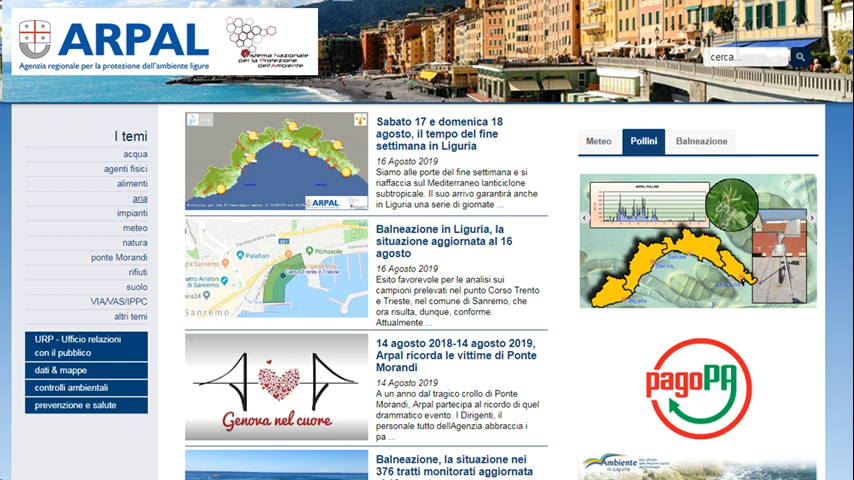 ARPAL
Agenzia regionale per la protezione dell'ambiente ligure
Sistema Nazionale
per la Protezione
dell'Ambiente
cerca...
I temi
acqua
agenti fisici
alimenti
aria
impianti
meteo
natura
ponte Morandi
rifiuti
suolo
VIA/VAS/IPPC
altri temi
URP - Ufficio relazioni
con il pubblico
dati & mappe
controlli ambientali
prevenzione e salute
ARPAL
Sabato 17 e domenica 18
agosto, il tempo del fine
settimana in Liguria
16 Agosto 2019
Siamo alle porte del fine settimana e si
riaffaccia sul Mediterraneo lanticiclone
subtropicale. Il suo arrivo garantirà anche
in Liguria una serie di giornate ...
Palafiori
Portosole
Corso Trento e Trieste
Sanremo
Balneazione in Liguria, la
situazione aggiornata al 16
agosto
16 Agosto 2019
Esito favorevole per le analisi sui
campioni prelevati nel punto Corso Trento
e Trieste, nel comune di Sanremo, che
ora risulta, dunque, conforme.
Attualmente ...
Genova nel cuore
14 agosto 2018-14 agosto 2019,
Arpal ricorda le vittime di Ponte
Morandi
14 Agosto 2019
A un anno dal tragico crollo di Ponte
Morandi, Arpal partecipa al ricordo di quel
drammatico evento. I Dirigenti, il
personale tutto dellAgenzia abbraccia i
pa ...
Balneazione, la situazione nei
376 tratti monitorati aggiornata
Meteo
Pollini
Balneazione
ARPAL POLLINI
Genova
Savona
La Spezia
pagoPA
Ambiente
in Liguria